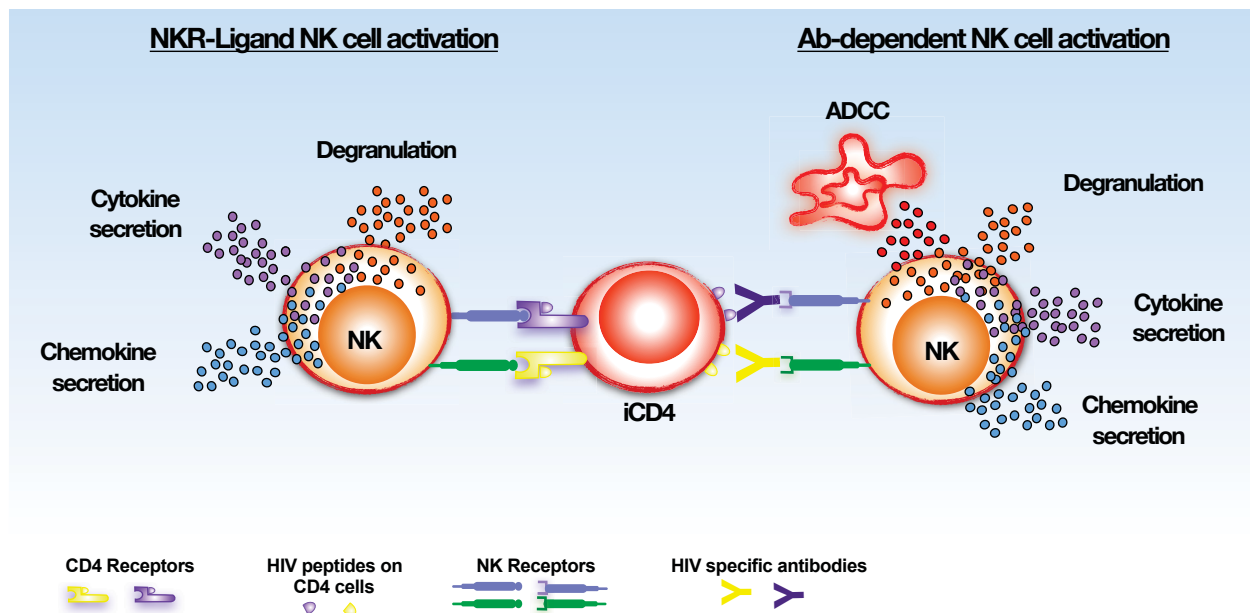 NKR-Ligand NK cell activation
Ab-dependent NK cell activation
ADCC
Degranulation
Degranulation
Cytokine
secretion
NK
NK
Cytokine
secretion
Chemokine
secretion
iCD4
Chemokine
secretion
CD4 Receptors
HIV peptides on
CD4 cells
NK Receptors
HIV specific antibodies